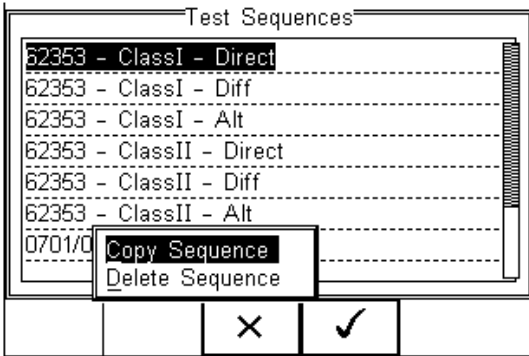 Test Sequences
62353 - ClassI - Direct
62353 - ClassI - Diff
62353 - ClassI - Alt
62353 - ClassII - Direct
62353 - ClassII - Diff
62353 - ClassII - Alt
0701/0
Copy Sequence
Delete Sequence